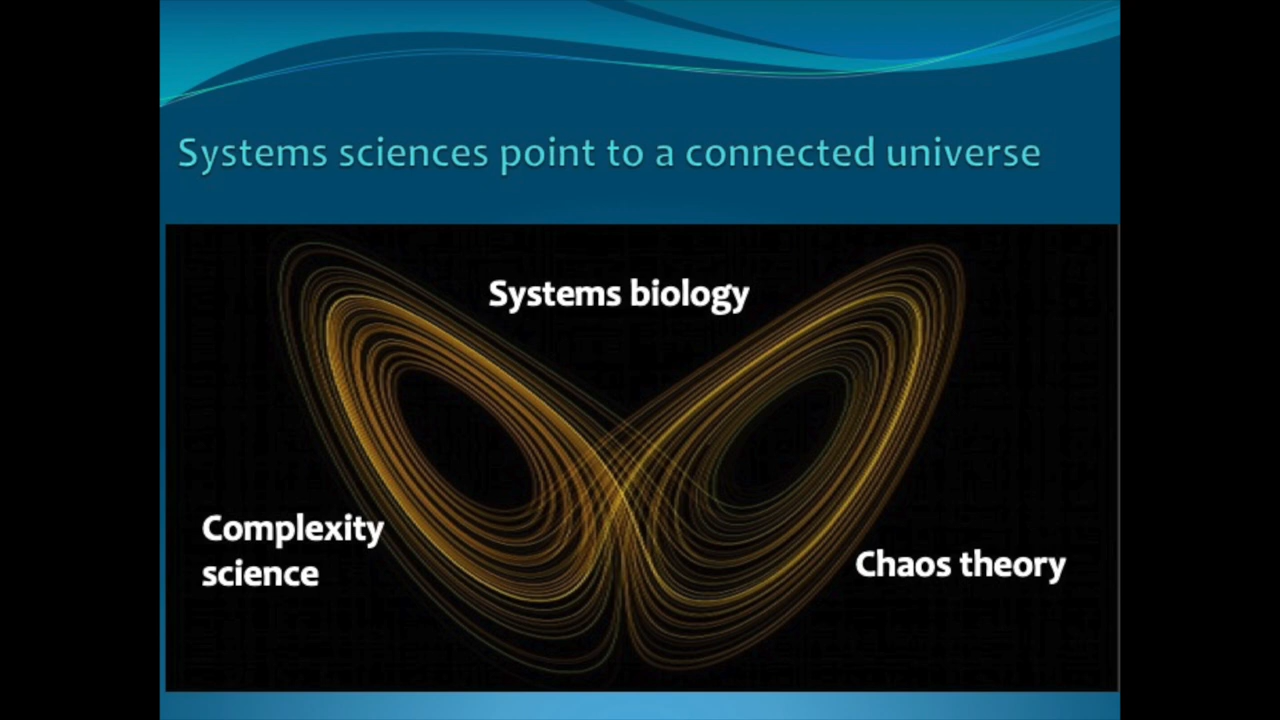 Systems sciences point to a connected universe
Systems biology
Complexity
science
Chaos theory